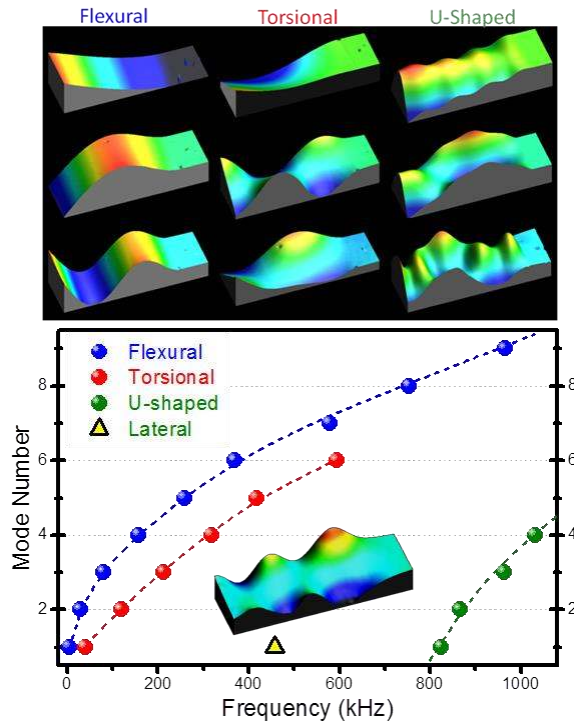 Flexural Torsional U-Shaped
Flexural
Torsional
U-shaped
Lateral
Mode Number
8 8
6 6
4 4
2 2
0 200 400 600 800 1000
Frequency (kHz)